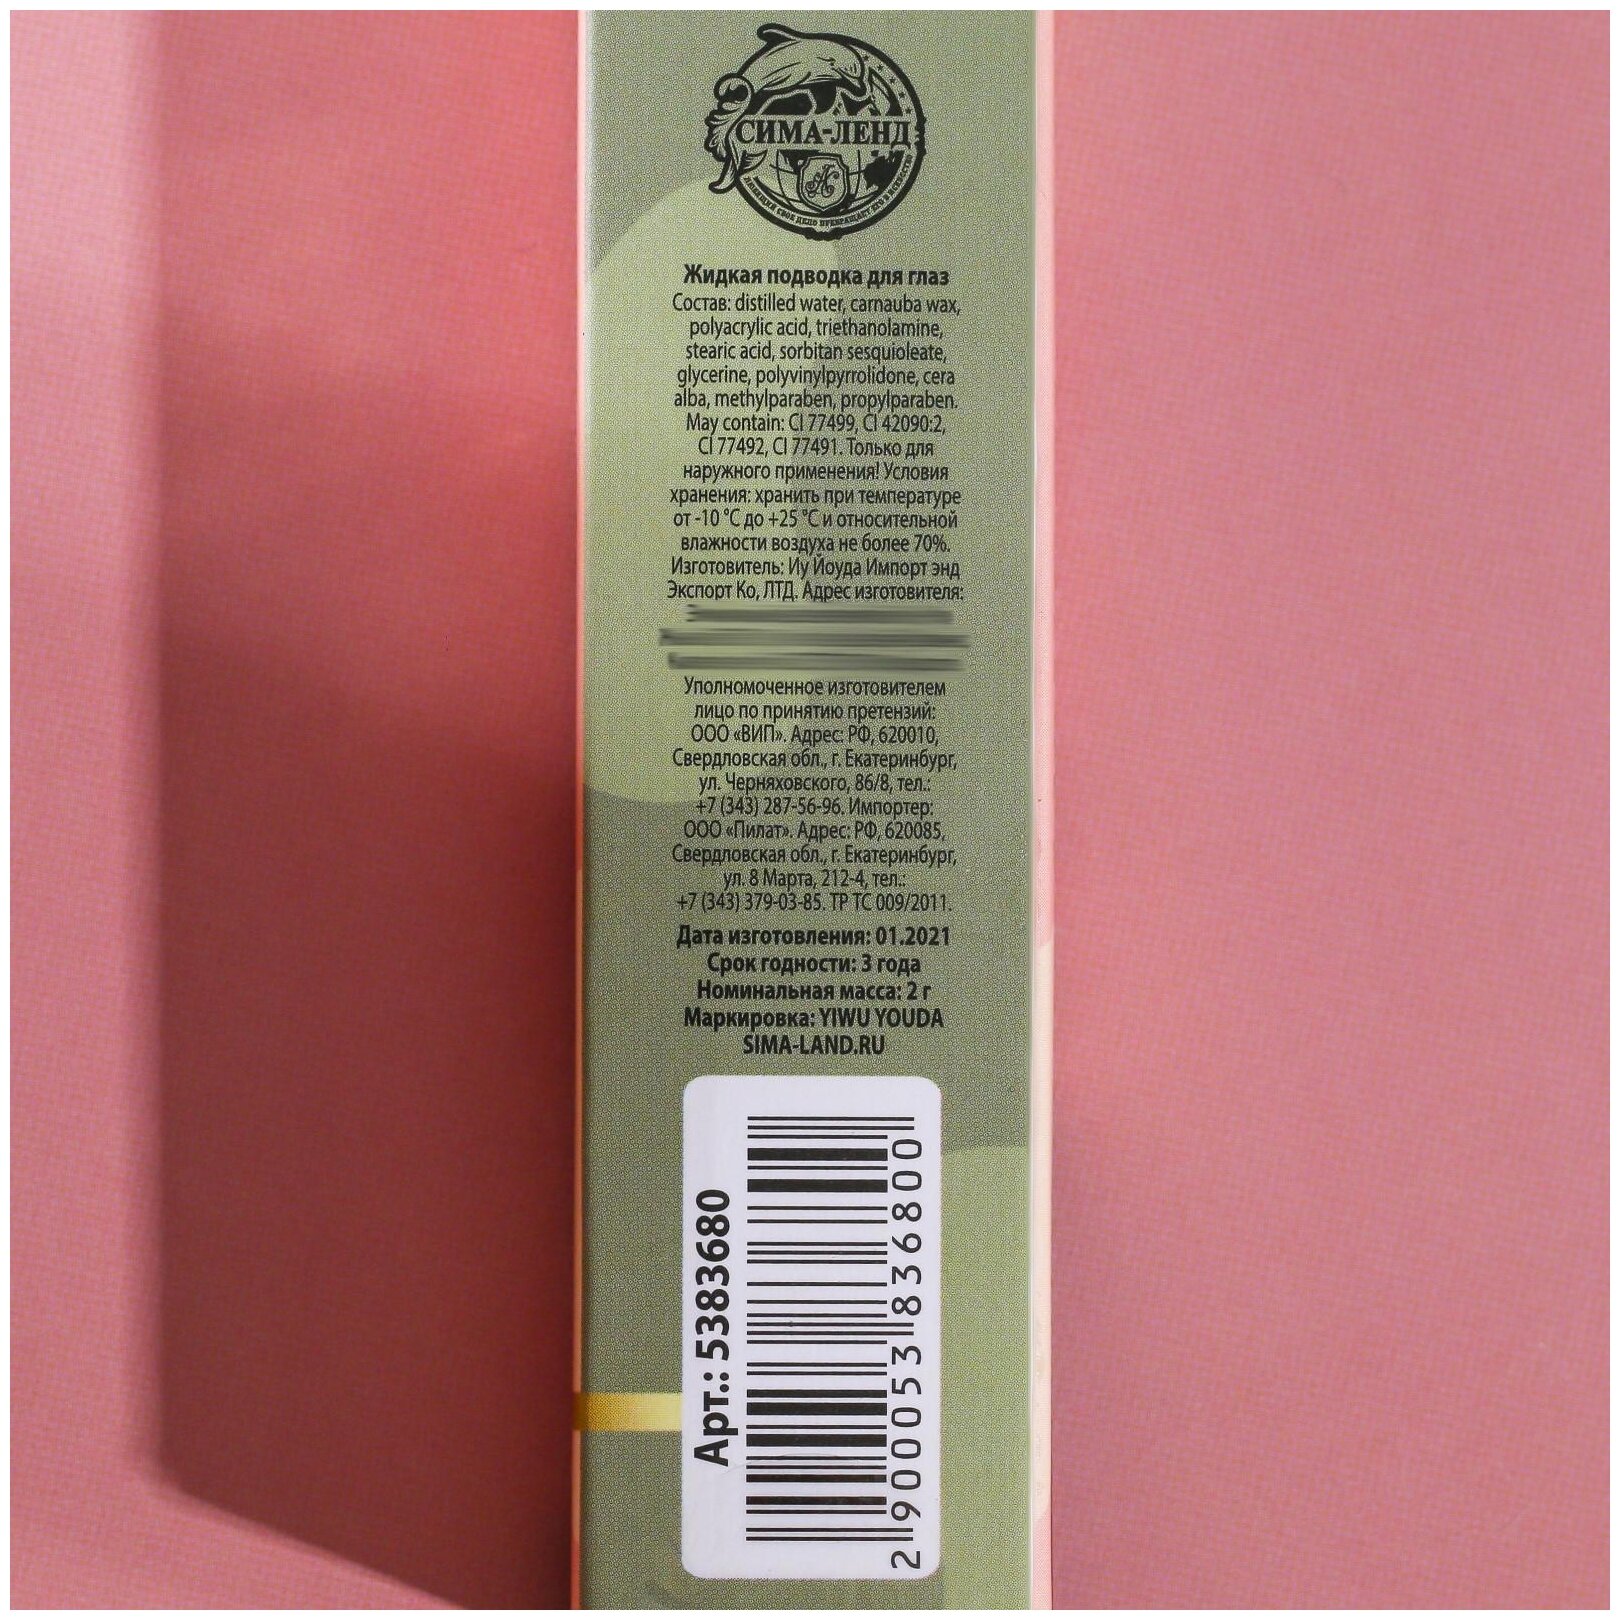 СИМА-ЛЕНД
Жидкая подводка для глаз
Состав: distilled water, carnauba wax,
polyacrylic acid, triethanolamine,
stearic acid, sorbitan sesquioleate,
glycerine, polyvinylpyrrolidone, cera
alba, methylparaben, propylparaben.
May contain: CI 77499, CI 42090:2,
CI 77492, CI 77491. Только для
наружного применения! Условия
хранения: хранить при температуре
от -10 °С до +25 °С и относительной
влажности воздуха не более 70%.
Изготовитель: Иу Йоуда Импорт энд
Экспорт Ко, ЛТД. Адрес изготовителя:
Уполномоченное изготовителем
лицо по принятию претензий:
ООО «ВИП». Адрес: РФ, 620010,
Свердловская обл., г. Екатеринбург,
ул. Черняховского, 86/8, тел.:
+7 (343) 287-56-96. Импортер:
ООО «Пилат». Адрес: РФ, 620085,
Свердловская обл., г. Екатеринбург,
ул. 8 Марта, 212-4, тел.:
+7 (343) 379-03-85. ТР ТС 009/2011.
Дата изготовления: 01.2021
Срок годности: 3 года
Номинальная масса: 2 г
Маркировка: YIWU YOUDA
SIMA-LAND.RU
Арт.: 5383680
2 900053 836800